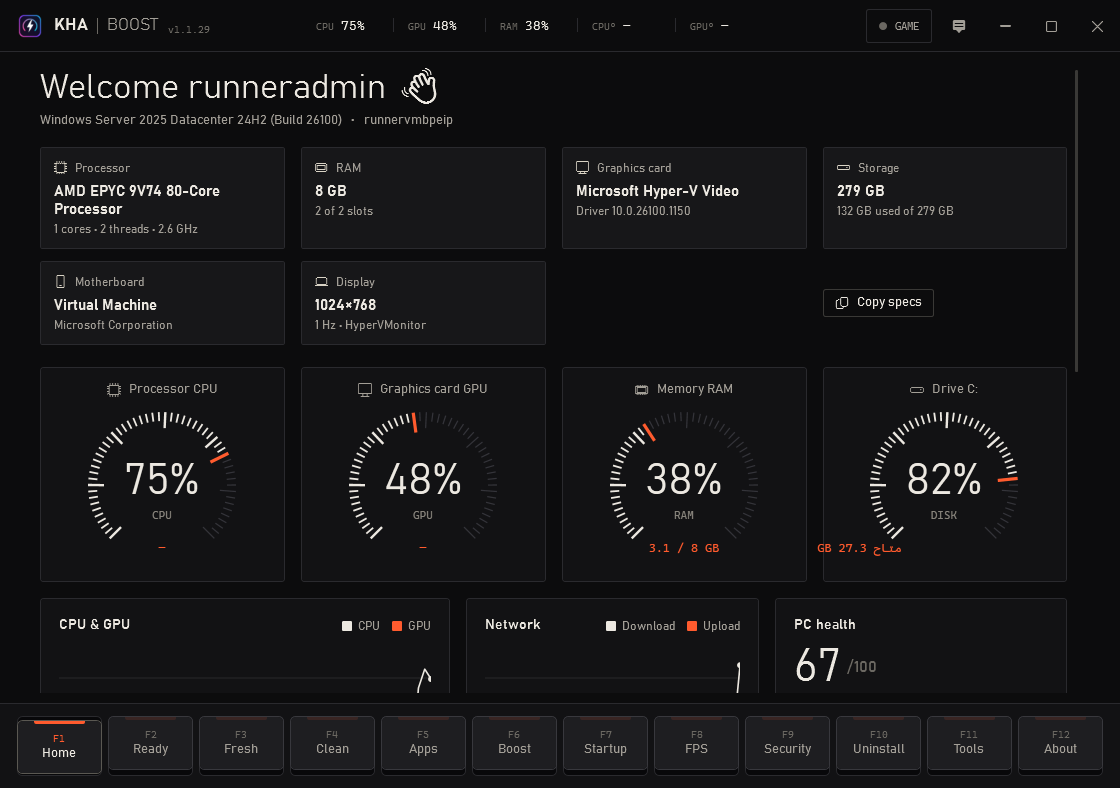 KHA | BOOST v1.1.29
CPU 75% GPU 48% RAM 38% CPU° — GPU° —
GAME
Welcome runneradmin
Windows Server 2025 Datacenter 24H2 (Build 26100) • runnervmbpeip
Processor
AMD EPYC 9V74 80-Core
Processor
1 cores • 2 threads • 2.6 GHz
RAM
8 GB
2 of 2 slots
Graphics card
Microsoft Hyper-V Video
Driver 10.0.26100.1150
Storage
279 GB
132 GB used of 279 GB
Motherboard
Virtual Machine
Microsoft Corporation
Display
1024×768
1 Hz • HyperVMonitor
Copy specs
Processor CPU
75%
CPU
—
Graphics card GPU
48%
GPU
—
Memory RAM
38%
RAM
3.1 / 8 GB
Drive C:
82%
DISK
GB 27.3 متاح
CPU & GPU
CPU GPU
Network
Download Upload
PC health
67 /100
F1 F2 F3 F4 F5 F6 F7 F8 F9 F10 F11 F12
Home Ready Fresh Clean Apps Boost Startup FPS Security Uninstall Tools About